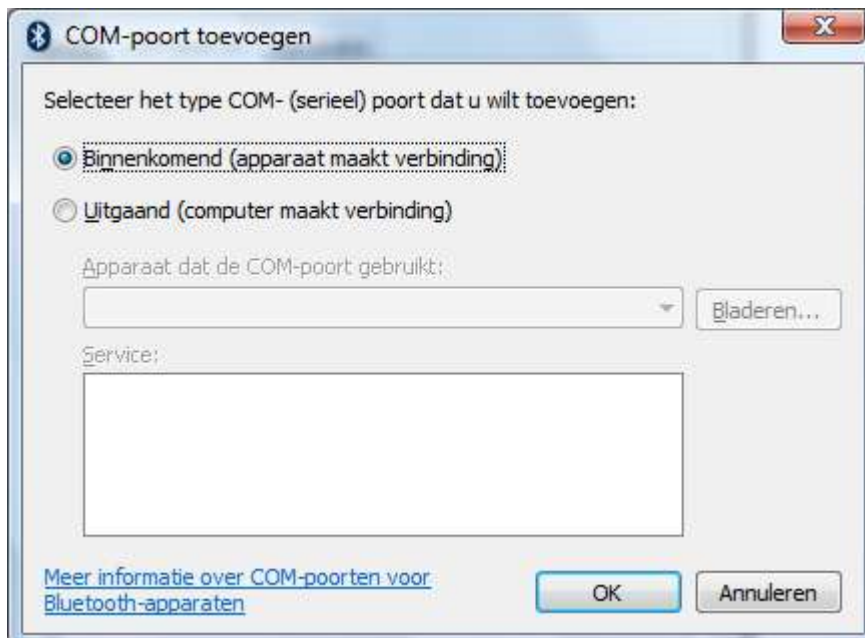 COM-poort toevoegen
Selecteer het type COM- (serieel) poort dat u wilt toevoegen:
Binnenkomend (apparaat maakt verbinding)
Uitgaand (computer maakt verbinding)
Apparaat dat de COM-poort gebruikt:
Bladeren...
Service:
Meer informatie over COM-poorten voor
Bluetooth-apparaten
OK
Annuleren